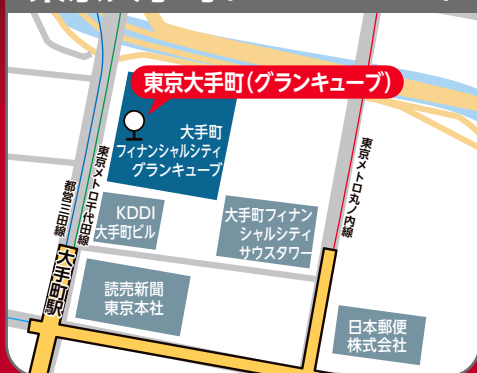 東京大手町(グランキューブ)
大手町
フィナンシャルシティ
グランキューブ
東京メトロ丸ノ内線
東京メトロ千代田線
都営三田線
KDDI
大手町ビル
大手町フィナン
シャルシティ
サウスタワー
大手町駅
読売新聞
東京本社
日本郵便
株式会社